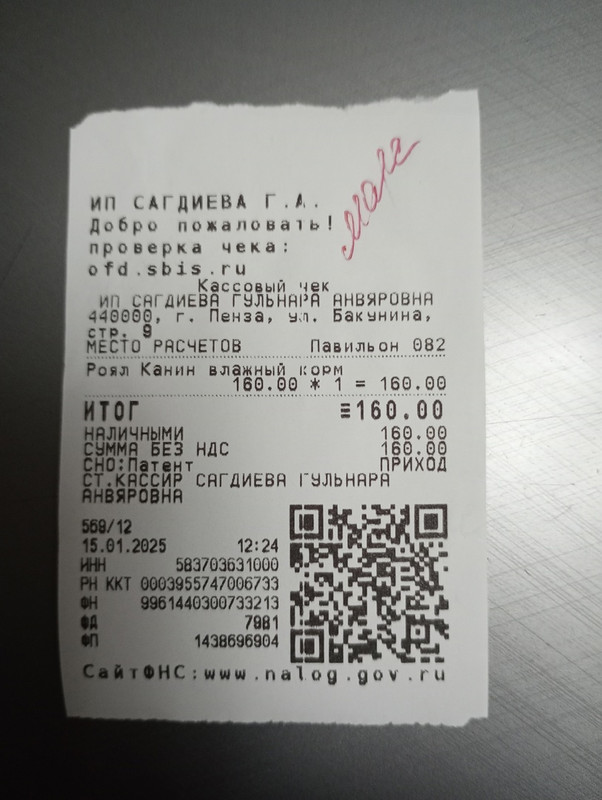 Марс
ИП САГДИЕВА Г.А.
Добро пожаловать!
проверка чека:
ofd.sbis.ru
Кассовый чек
ИП САГДИЕВА ГУЛЬНАРА АНВЯРОВНА
440000, г. Пенза, ул. Бакунина,
стр. 9
МЕСТО РАСЧЕТОВ Павильон 082
Роял Канин влажный корм
160.00 * 1 = 160.00
ИТОГ ≡160.00
НАЛИЧНЫМИ 160.00
СУММА БЕЗ НДС 160.00
СНО:Патент ПРИХОД
СТ.КАССИР САГДИЕВА ГУЛЬНАРА
АНВЯРОВНА
569/12
15.01.2025 12:24
ИНН 583703631000
РН ККТ 0003955747006733
ФН 9961440300733213
ФД 7981
ФП 1438696904
СайтФНС:www.nalog.gov.ru